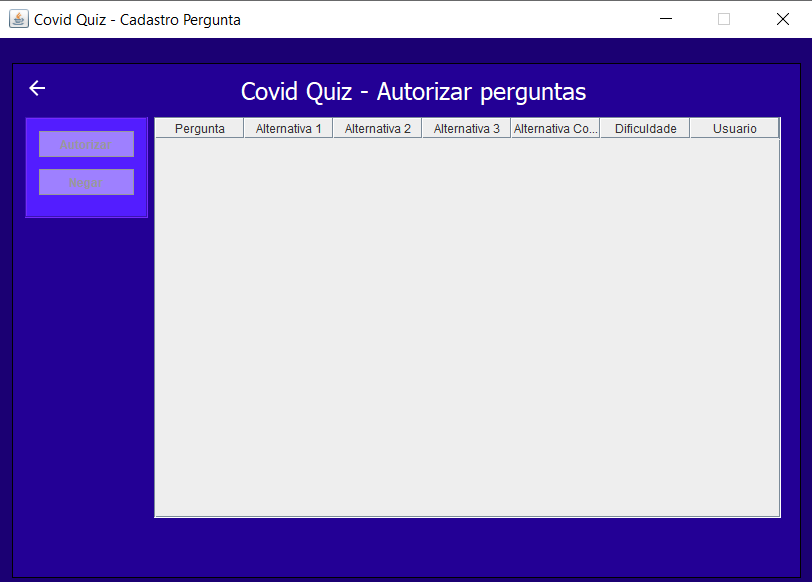 Covid Quiz - Cadastro Pergunta
Covid Quiz - Autorizar perguntas
Autorizar
Negar
Pergunta Alternativa 1 Alternativa 2 Alternativa 3 Alternativa Co... Dificuldade Usuario